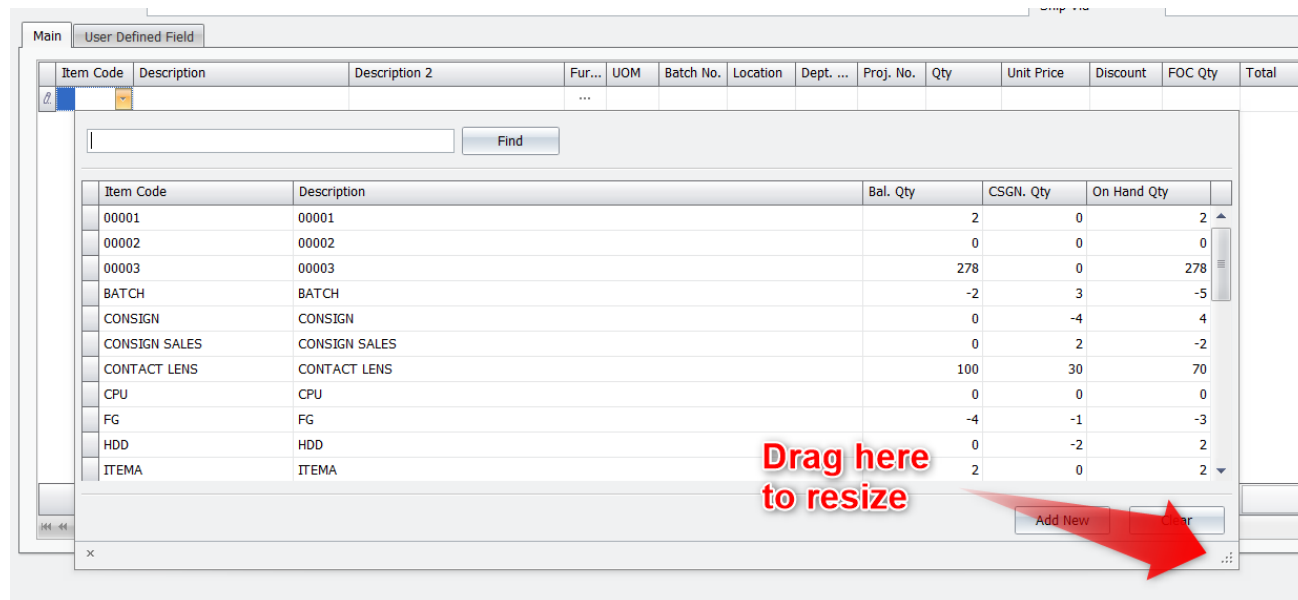 Main User Defined Field
Item Code Description Description 2 Fur... UOM Batch No. Location Dept. ... Proj. No. Qty Unit Price Discount FOC Qty Total
...
Find
Item Code Description Bal. Qty CSGN. Qty On Hand Qty
00001 00001 2 0 2
00002 00002 0 0 0
00003 00003 278 0 278
BATCH BATCH -2 3 -5
CONSIGN CONSIGN 0 -4 4
CONSIGN SALES CONSIGN SALES 0 2 -2
CONTACT LENS CONTACT LENS 100 30 70
CPU CPU 0 0 0
FG FG -4 -1 -3
HDD HDD 0 -2 2
ITEMA ITEMA 2 0 2
Drag here
to resize
Add New Clear